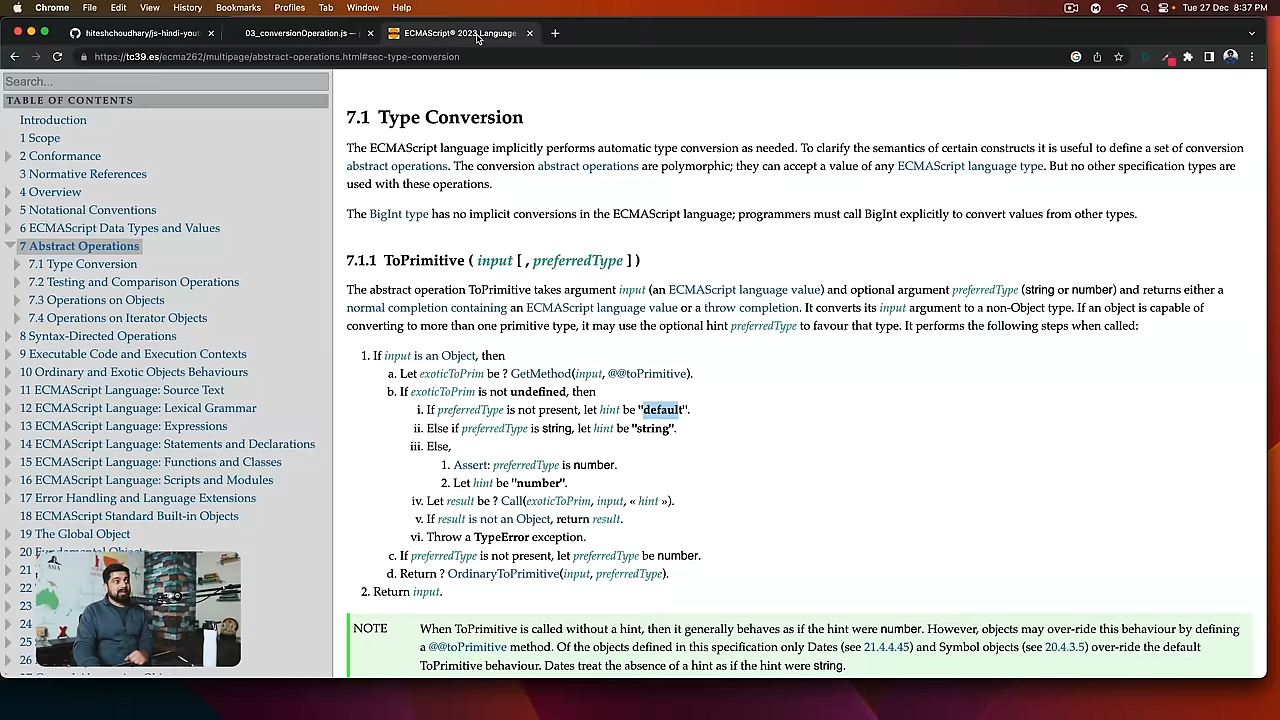 Chrome File Edit View History Bookmarks Profiles Tab Window Help Tue 27 Dec 8:37 PM
hiteshchoudhary/js-hindi-you 03_conversionOperation.js — ECMAScript® 2023 Language
https://tc39.es/ecma262/multipage/abstract-operations.html#sec-type-conversion
Search...
TABLE OF CONTENTS
Introduction
1 Scope
2 Conformance
3 Normative References
4 Overview
5 Notational Conventions
6 ECMAScript Data Types and Values
7 Abstract Operations
7.1 Type Conversion
7.2 Testing and Comparison Operations
7.3 Operations on Objects
7.4 Operations on Iterator Objects
8 Syntax-Directed Operations
9 Executable Code and Execution Contexts
10 Ordinary and Exotic Objects Behaviours
11 ECMAScript Language: Source Text
12 ECMAScript Language: Lexical Grammar
13 ECMAScript Language: Expressions
14 ECMAScript Language: Statements and Declarations
15 ECMAScript Language: Functions and Classes
16 ECMAScript Language: Scripts and Modules
17 Error Handling and Language Extensions
18 ECMAScript Standard Built-in Objects
19 The Global Object
20 Fundamental Objects
21
22
23
24
25
26
ASIA
7.1 Type Conversion
The ECMAScript language implicitly performs automatic type conversion as needed. To clarify the semantics of certain constructs it is useful to define a set of conversion
abstract operations. The conversion abstract operations are polymorphic; they can accept a value of any ECMAScript language type. But no other specification types are
used with these operations.
The BigInt type has no implicit conversions in the ECMAScript language; programmers must call BigInt explicitly to convert values from other types.
7.1.1 ToPrimitive ( input [ , preferredType ] )
The abstract operation ToPrimitive takes argument input (an ECMAScript language value) and optional argument preferredType (string or number) and returns either a
normal completion containing an ECMAScript language value or a throw completion. It converts its input argument to a non-Object type. If an object is capable of
converting to more than one primitive type, it may use the optional hint preferredType to favour that type. It performs the following steps when called:
1. If input is an Object, then
a. Let exoticToPrim be ? GetMethod(input, @@toPrimitive).
b. If exoticToPrim is not undefined, then
i. If preferredType is not present, let hint be "default".
ii. Else if preferredType is string, let hint be "string".
iii. Else,
1. Assert: preferredType is number.
2. Let hint be "number".
iv. Let result be ? Call(exoticToPrim, input, « hint »).
v. If result is not an Object, return result.
vi. Throw a TypeError exception.
c. If preferredType is not present, let preferredType be number.
d. Return ? OrdinaryToPrimitive(input, preferredType).
2. Return input.
NOTE When ToPrimitive is called without a hint, then it generally behaves as if the hint were number. However, objects may over-ride this behaviour by defining
a @@toPrimitive method. Of the objects defined in this specification only Dates (see 21.4.4.45) and Symbol objects (see 20.4.3.5) over-ride the default
ToPrimitive behaviour. Dates treat the absence of a hint as if the hint were string.